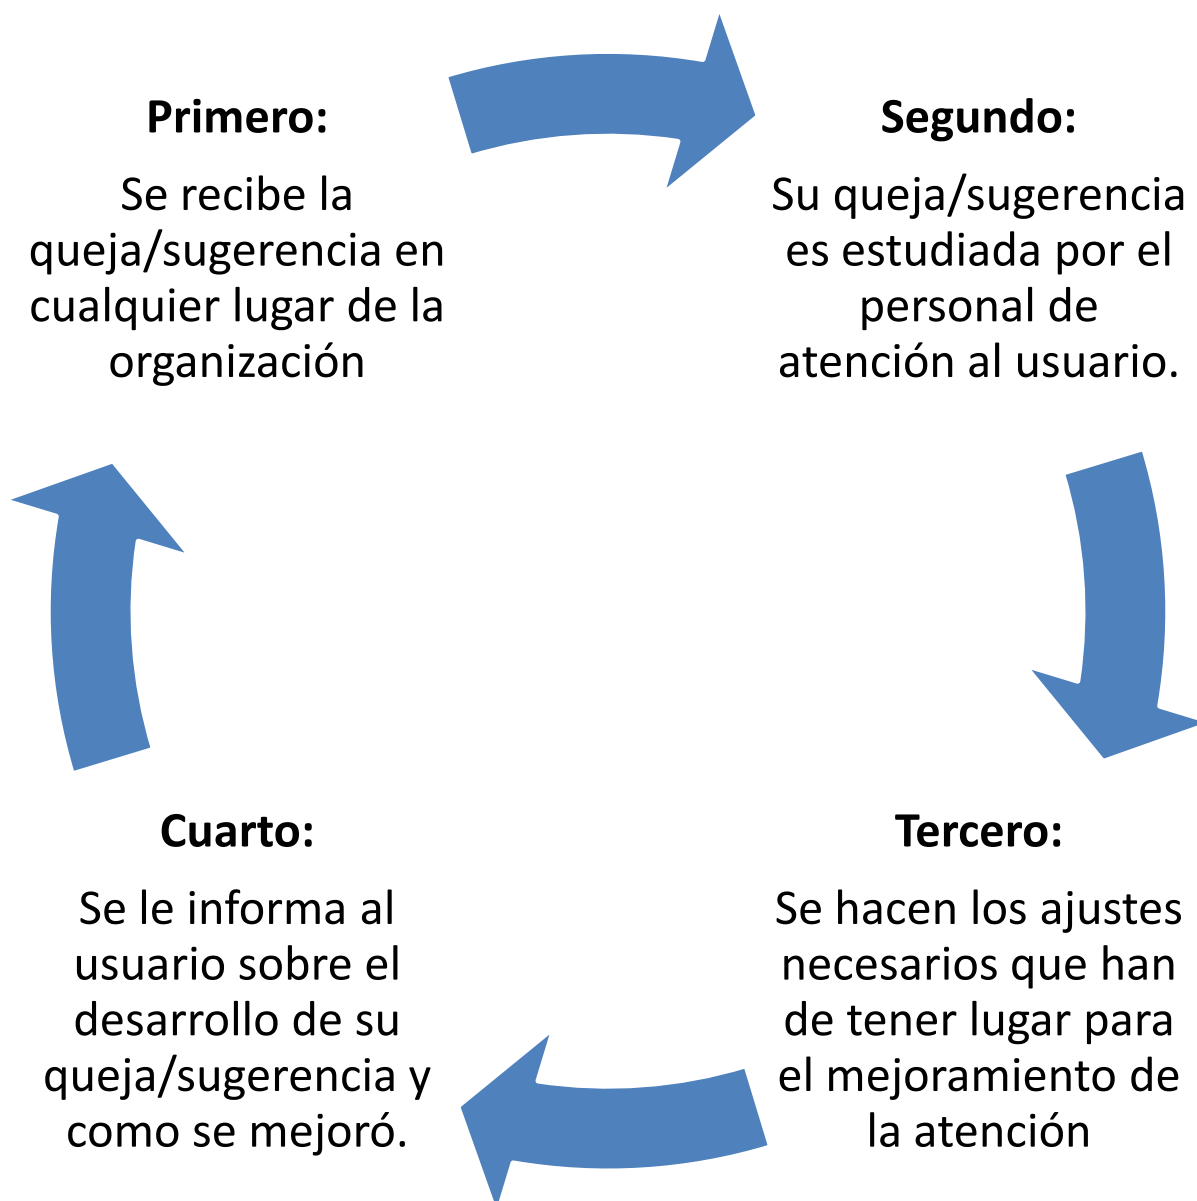 Primero:
Se recibe la
queja/sugerencia en
cualquier lugar de la
organización
Segundo:
Su queja/sugerencia
es estudiada por el
personal de
atención al usuario.
Tercero:
Se hacen los ajustes
necesarios que han
de tener lugar para
el mejoramiento de
la atención
Cuarto:
Se le informa al
usuario sobre el
desarrollo de su
queja/sugerencia y
como se mejoró.